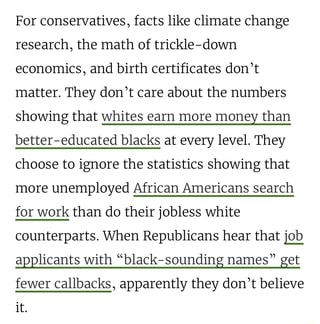 For conservatives, facts like climate change
research, the math of trickle-down
economics, and birth certificates don’t
matter. They don’t care about the numbers
showing that whites earn more money than
better-educated blacks at every level. They
choose to ignore the statistics showing that
more unemployed African Americans search
for work than do their jobless white
counterparts. When Republicans hear that job
applicants with “black-sounding names” get
fewer callbacks, apparently they don’t believe
it.